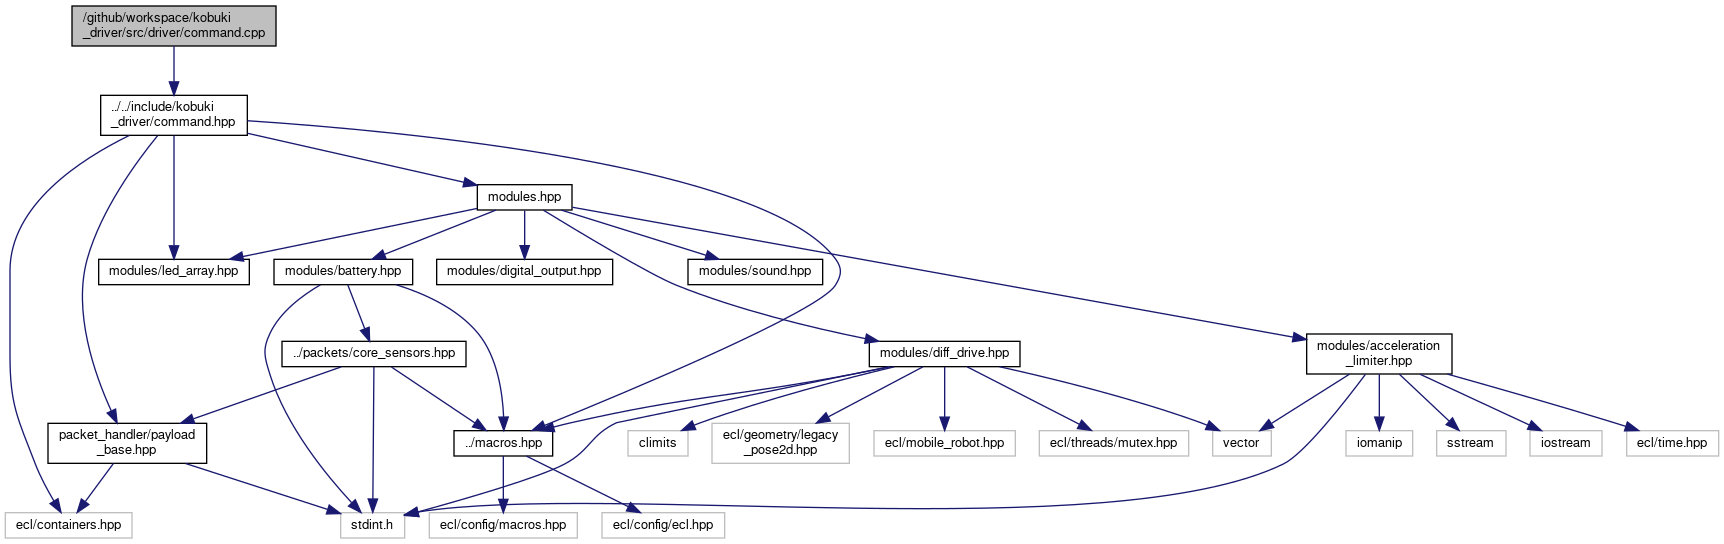 /github/workspace/kobuki
_driver/src/driver/command.cpp
../../include/kobuki
_driver/command.hpp
modules.hpp
modules/led_array.hpp
modules/battery.hpp
modules/digital_output.hpp
modules/sound.hpp
../packets/core_sensors.hpp
modules/diff_drive.hpp
modules/acceleration
_limiter.hpp
packet_handler/payload
_base.hpp
../macros.hpp
climits
ecl/geometry/legacy
_pose2d.hpp
ecl/mobile_robot.hpp
ecl/threads/mutex.hpp
vector
iomanip
sstream
iostream
ecl/time.hpp
ecl/containers.hpp
stdint.h
ecl/config/macros.hpp
ecl/config/ecl.hpp